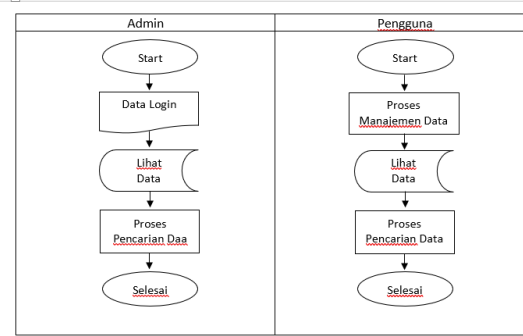 Admin
Pengguna
Start
Data Login
Lihat
Data
Proses
Pencarian Daa
Selesai
Start
Proses
Manajemen Data
Lihat
Data
Proses
Pencarian Data
Selesai